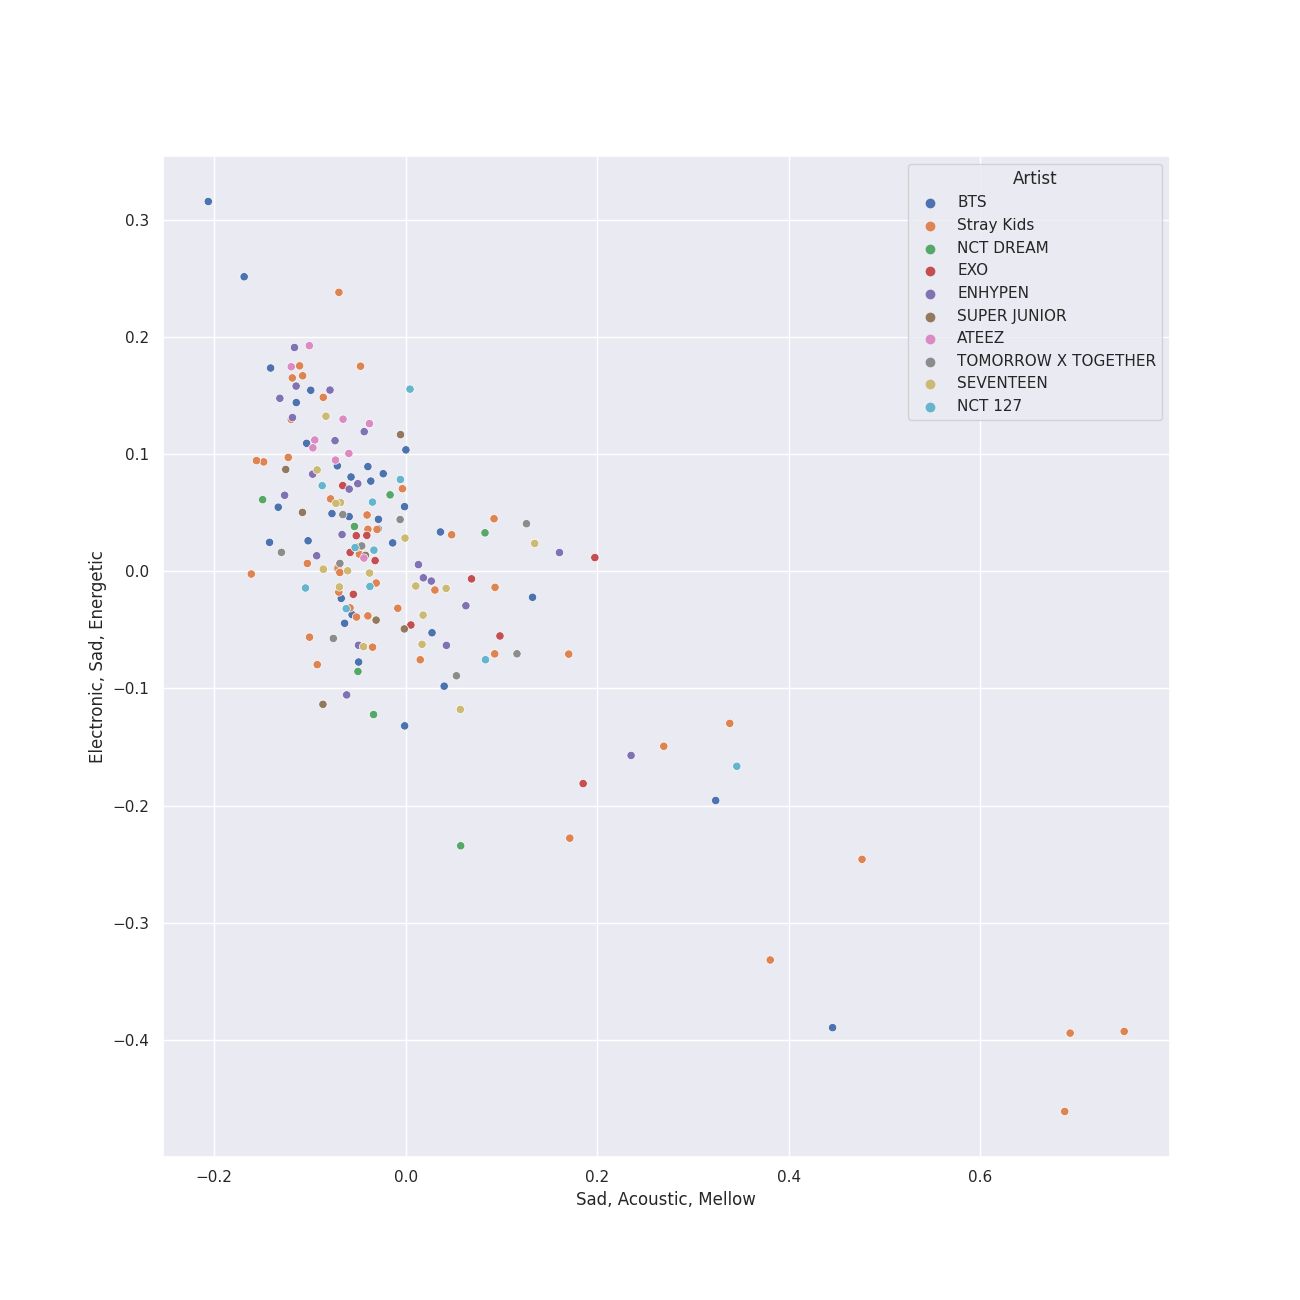 Artist
BTS
Stray Kids
NCT DREAM
EXO
ENHYPEN
SUPER JUNIOR
ATEEZ
TOMORROW X TOGETHER
SEVENTEEN
NCT 127
0.3
0.2
0.1
0.0
−0.1
−0.2
−0.3
−0.4
Electronic, Sad, Energetic
−0.2 0.0 0.2 0.4 0.6
Sad, Acoustic, Mellow